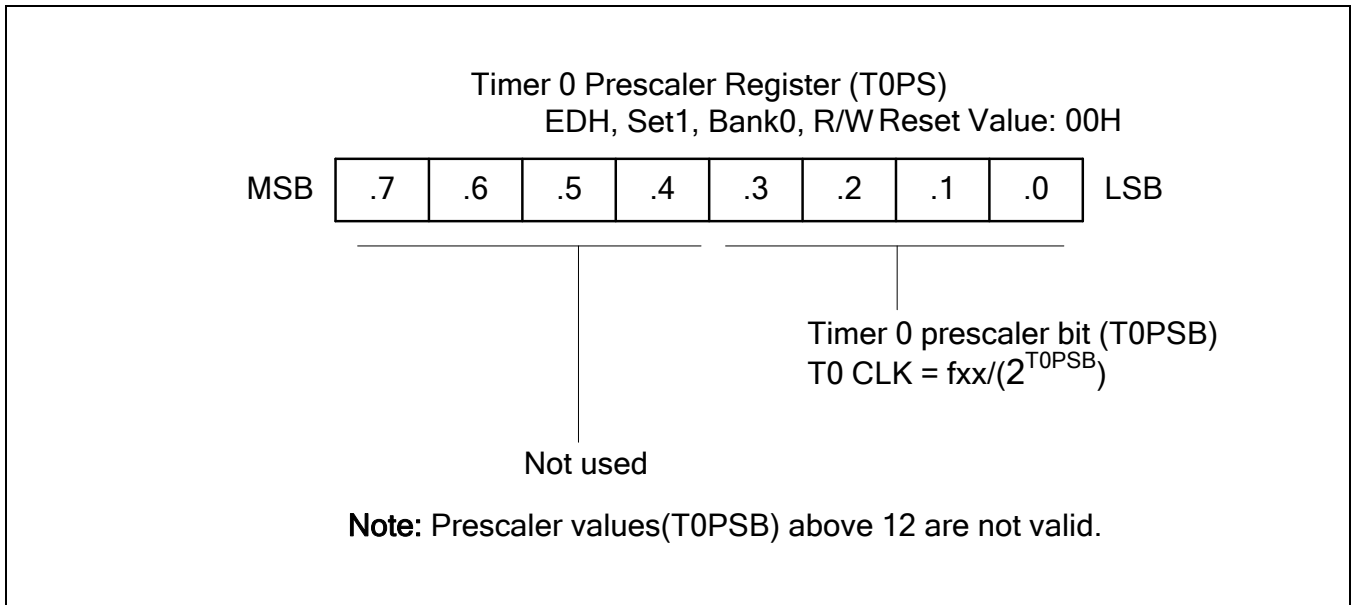 Timer 0 Prescaler Register (T0PS)
EDH, Set1, Bank0, R/W Reset Value: 00H
MSB .7 .6 .5 .4 .3 .2 .1 .0 LSB
Timer 0 prescaler bit (T0PSB)
T0 CLK = fxx/(2^T0PSB)
Not used
Note: Prescaler values(T0PSB) above 12 are not valid.